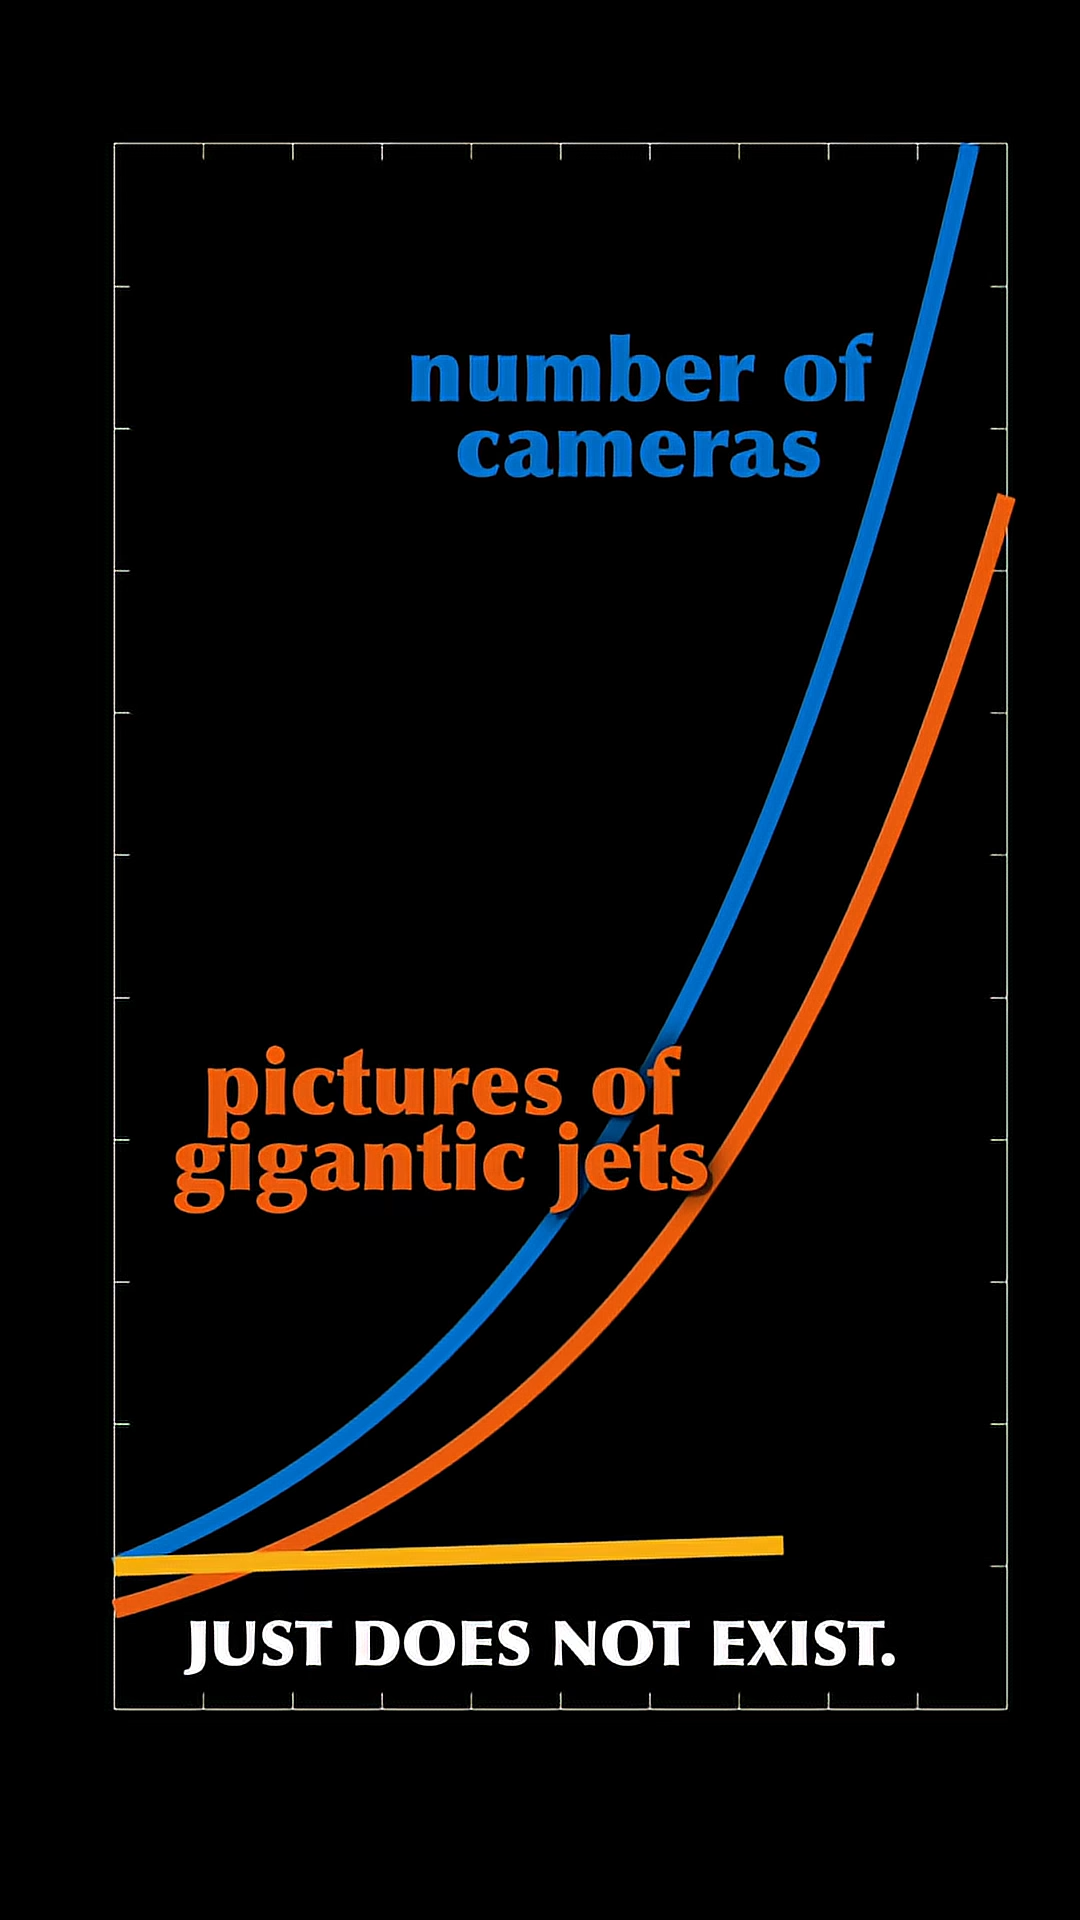 number of
cameras
pictures of
gigantic jets
JUST DOES NOT EXIST.